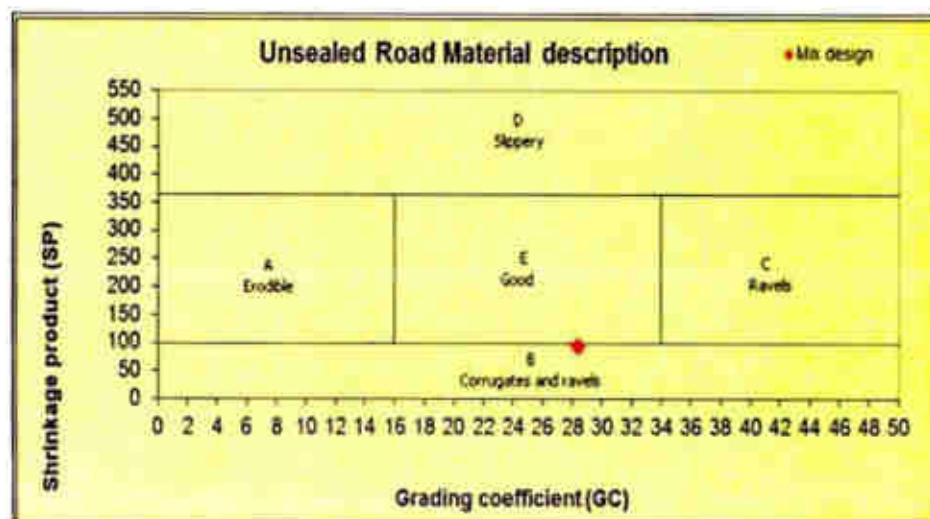 Unsealed Road Material description
Mix design
Shrinkage product (SP)
550
500
450
400
350
300
250
200
150
100
50
0
D
Slippery
A
Erodible
E
Good
C
Ravels
B
Corrugates and ravels
0 2 4 6 8 10 12 14 16 18 20 22 24 26 28 30 32 34 36 38 40 42 44 46 48 50
Grading coefficient (GC)